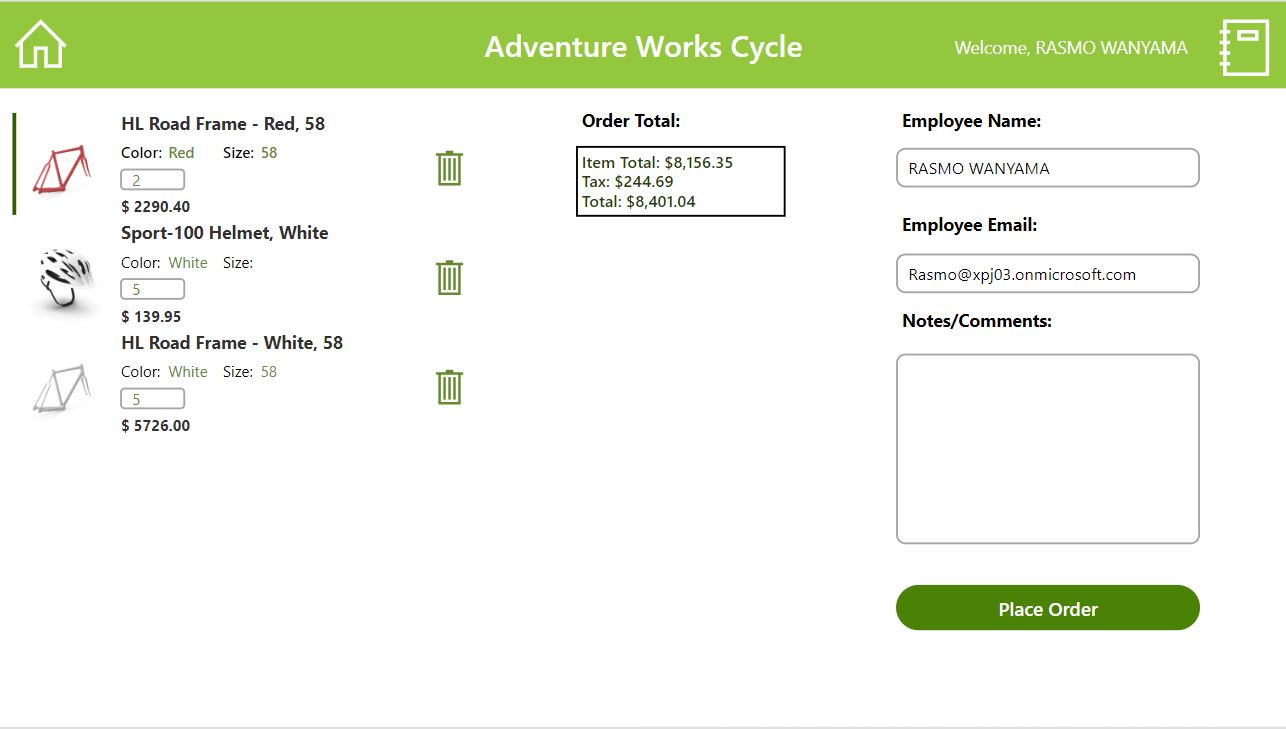 Adventure Works Cycle
Welcome, RASMO WANYAMA
HL Road Frame - Red, 58
Color: Red Size: 58
2
$ 2290.40
Sport-100 Helmet, White
Color: White Size:
5
$ 139.95
HL Road Frame - White, 58
Color: White Size: 58
5
$ 5726.00
Order Total:
Item Total: $8,156.35
Tax: $244.69
Total: $8,401.04
Employee Name:
RASMO WANYAMA
Employee Email:
Rasmo@xpj03.onmicrosoft.com
Notes/Comments:
Place Order